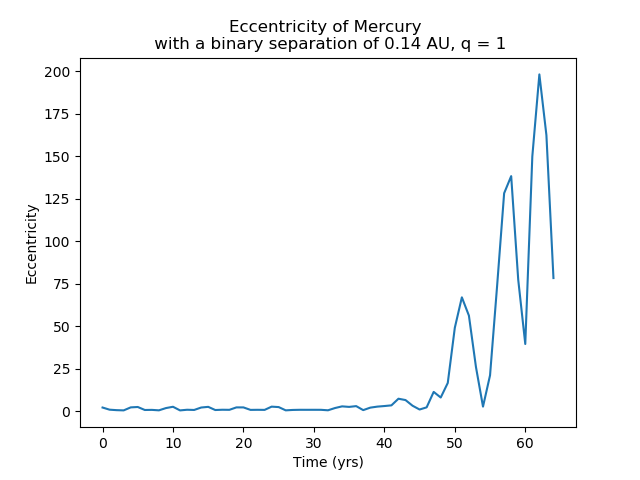 Eccentricity of Mercury
with a binary separation of 0.14 AU, q = 1
200
175
150
125
100
75
50
25
0
Eccentricity
0 10 20 30 40 50 60
Time (yrs)